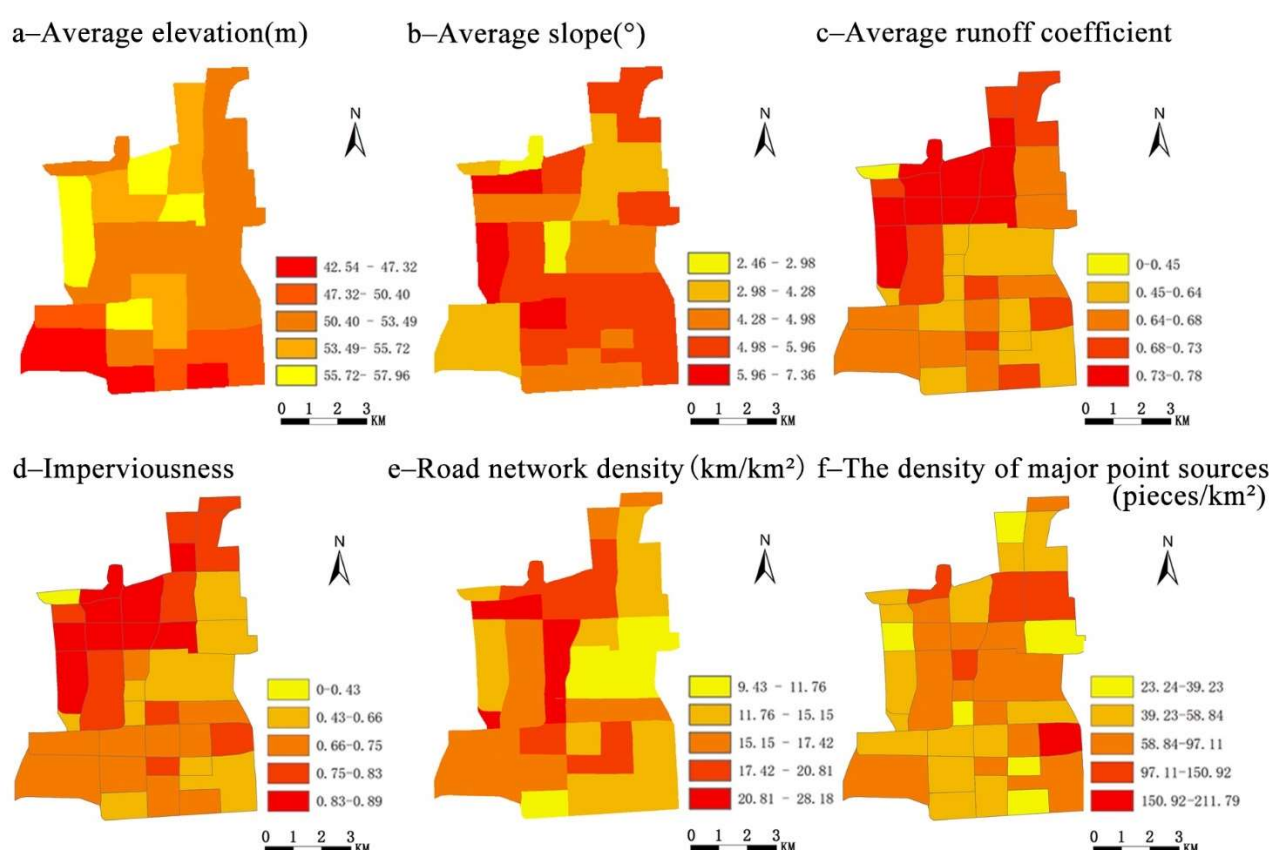 a–Average elevation(m)
N
42.54 - 47.32
47.32- 50.40
50.40 - 53.49
53.49- 55.72
55.72- 57.96
0 1 2 3
KM
b–Average slope(°)
N
2.46 - 2.98
2.98 - 4.28
4.28 - 4.98
4.98 - 5.96
5.96 - 7.36
0 1 2 3
KM
c–Average runoff coefficient
N
0-0.45
0.45-0.64
0.64-0.68
0.68-0.73
0.73-0.78
0 1 2 3
KM
d–Imperviousness
N
0-0.43
0.43-0.66
0.66-0.75
0.75-0.83
0.83-0.89
0 1 2 3
KM
e–Road network density (km/km²)
N
9.43 - 11.76
11.76 - 15.15
15.15 - 17.42
17.42 - 20.81
20.81 - 28.18
0 1 2 3
KM
f–The density of major point sources
(pieces/km²)
N
23.24-39.23
39.23-58.84
58.84-97.11
97.11-150.92
150.92-211.79
0 1 2 3
KM